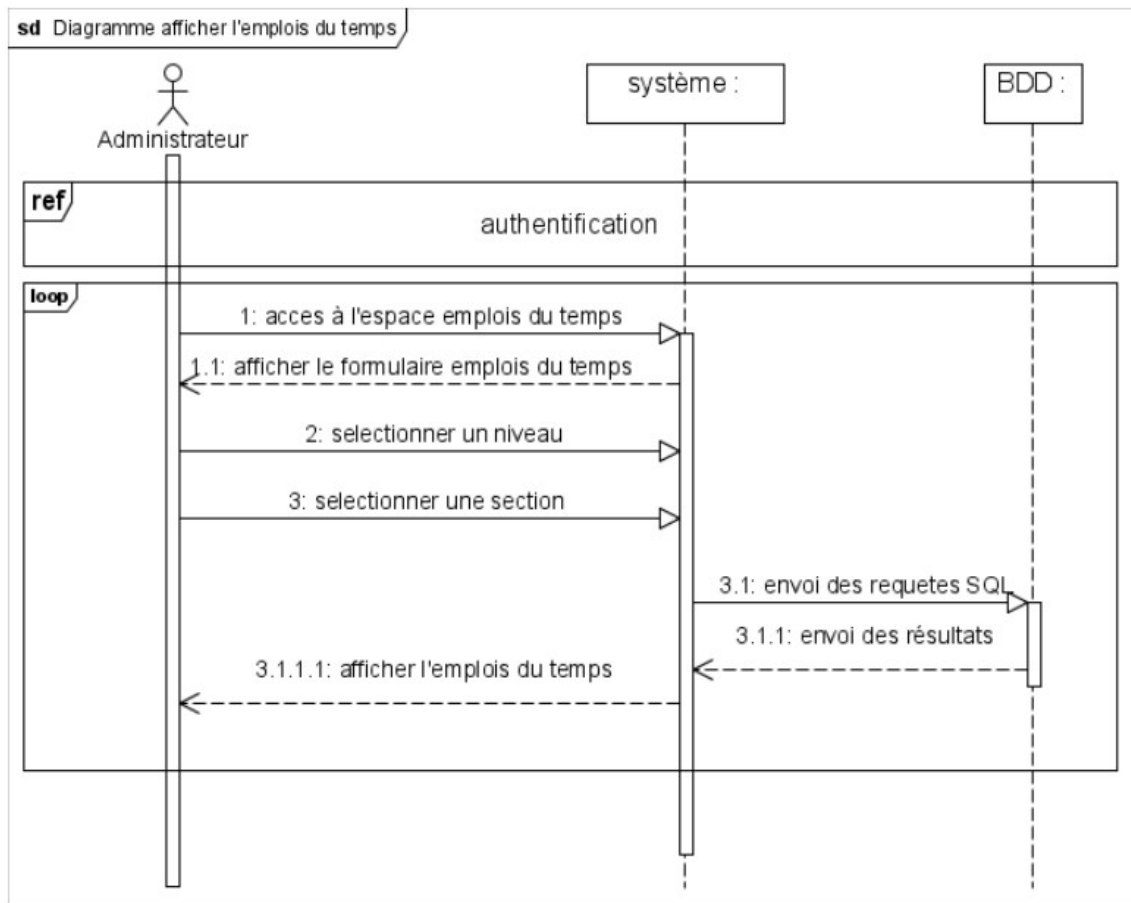 sd Diagramme afficher l'emplois du temps
Administrateur
système :
BDD :
ref
authentification
loop
1: acces à l'espace emplois du temps
1.1: afficher le formulaire emplois du temps
2: selectionner un niveau
3: selectionner une section
3.1: envoi des requetes SQL
3.1.1: envoi des résultats
3.1.1.1: afficher l'emplois du temps